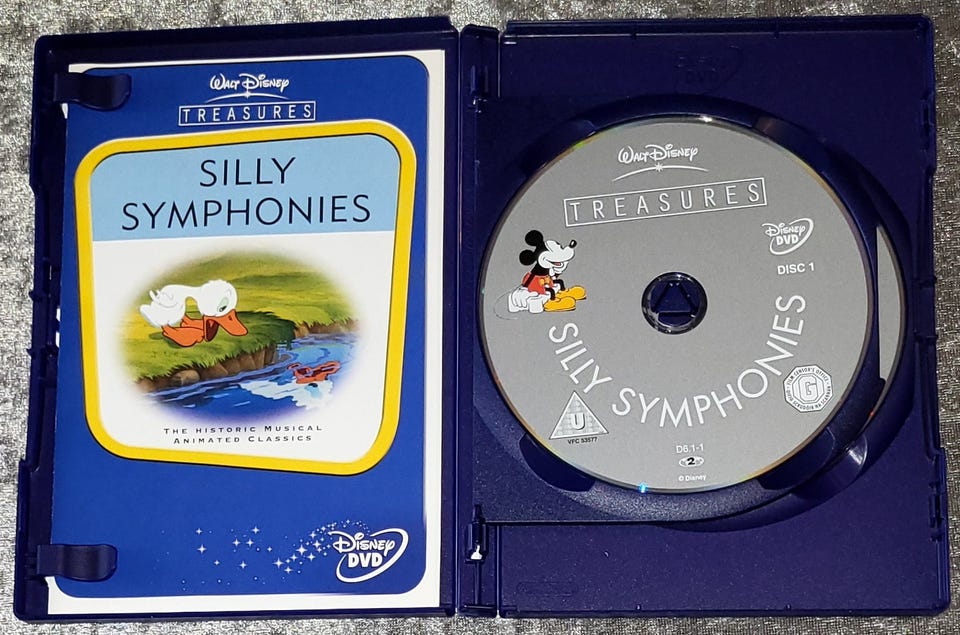 Walt Disney
TREASURES
SILLY
SYMPHONIES
THE HISTORIC MUSICAL
ANIMATED CLASSICS
Disney
DVD
Walt Disney
TREASURES
Disney
DVD
DISC 1
SILLY SYMPHONIES
U
VFC 53577
G
D6.1-1
2
© Disney